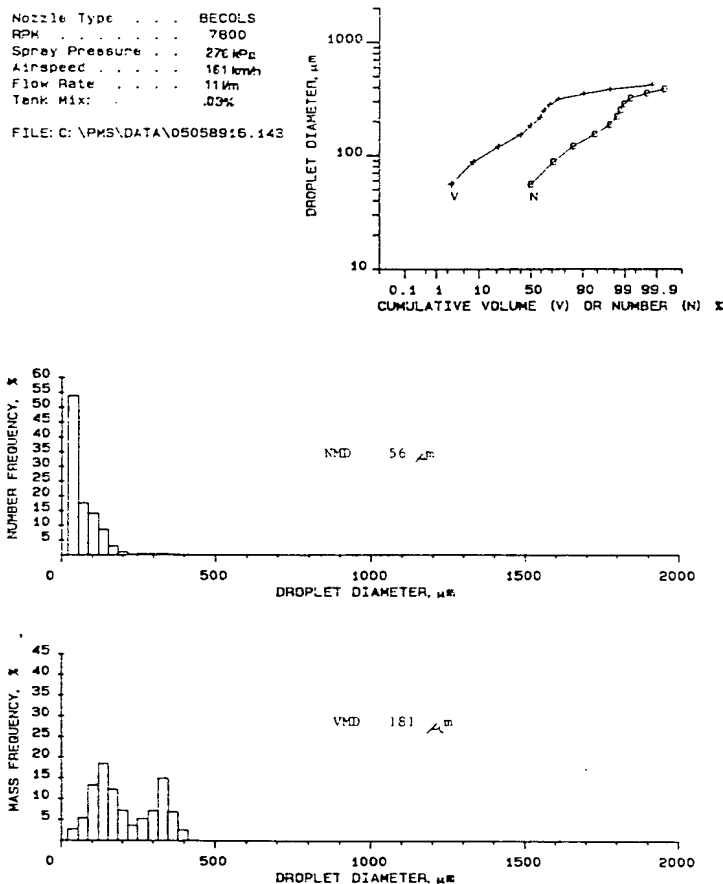 Nozzle Type . . . BECOLS
RPM . . . . . . . 7800
Spray Pressure . . 276 kPa
Airspeed . . . . . 161 km/h
Flow Rate . . . . 11 l/m
Tank Mix: . .03%
FILE: C:\PMS\DATA\05058916.143
DROPLET DIAMETER, µm
1000
100
10
V
N
0.1 1 10 50 90 99 99.9
CUMULATIVE VOLUME (V) OR NUMBER (N) %
NUMBER FREQUENCY, %
60
55
50
45
40
35
30
25
20
15
10
5
NMD 56 µm
0 500 1000 1500 2000
DROPLET DIAMETER, µm
MASS FREQUENCY, %
45
40
35
30
25
20
15
10
5
VMD 181 µm
0 500 1000 1500 2000
DROPLET DIAMETER, µm